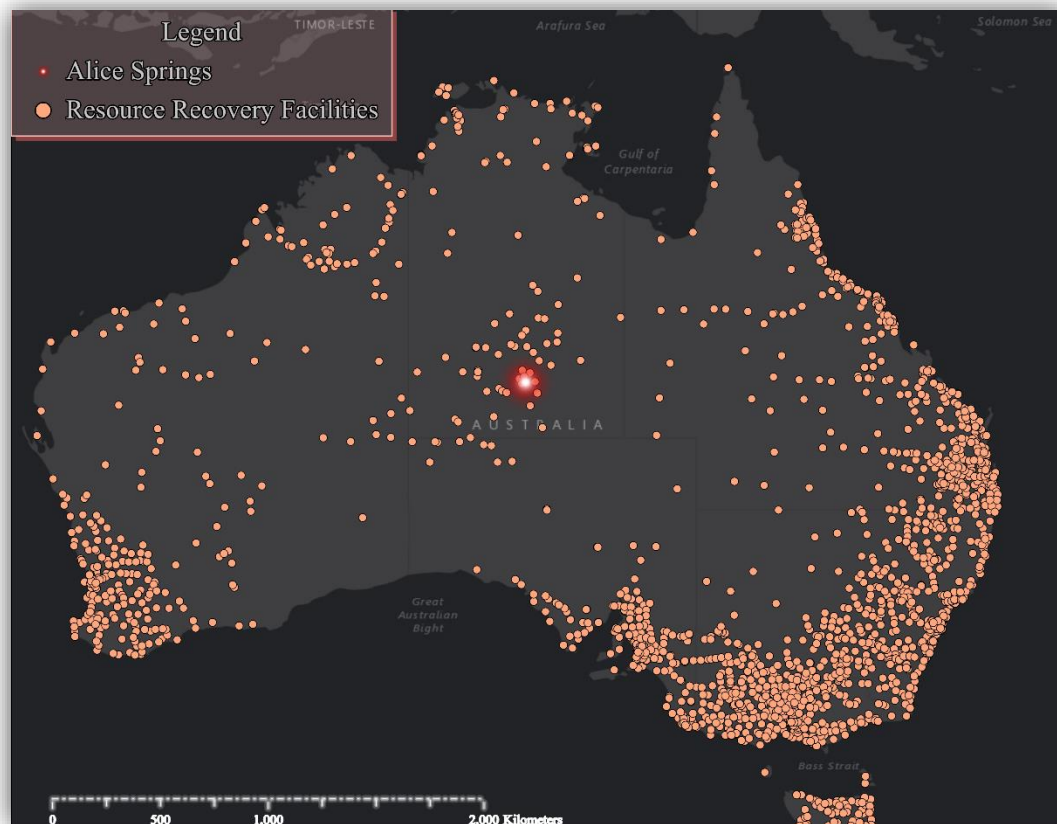 TIMOR-LESTE
Arafura Sea
Solomon Sea
Legend
Alice Springs
Resource Recovery Facilities
Gulf of
Carpentaria
AUSTRALIA
Great
Australian
Bight
Bass Strait
0 500 1,000 2,000 Kilometers